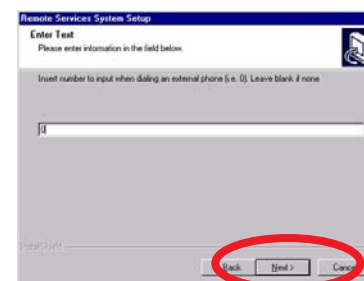 Remote Services System Setup
Enter Text
Please enter information in the field below.
Insert number to input when dialing an external phone (i.e. 0). Leave blank if none
0
InstallShield
Back Next > Cancel